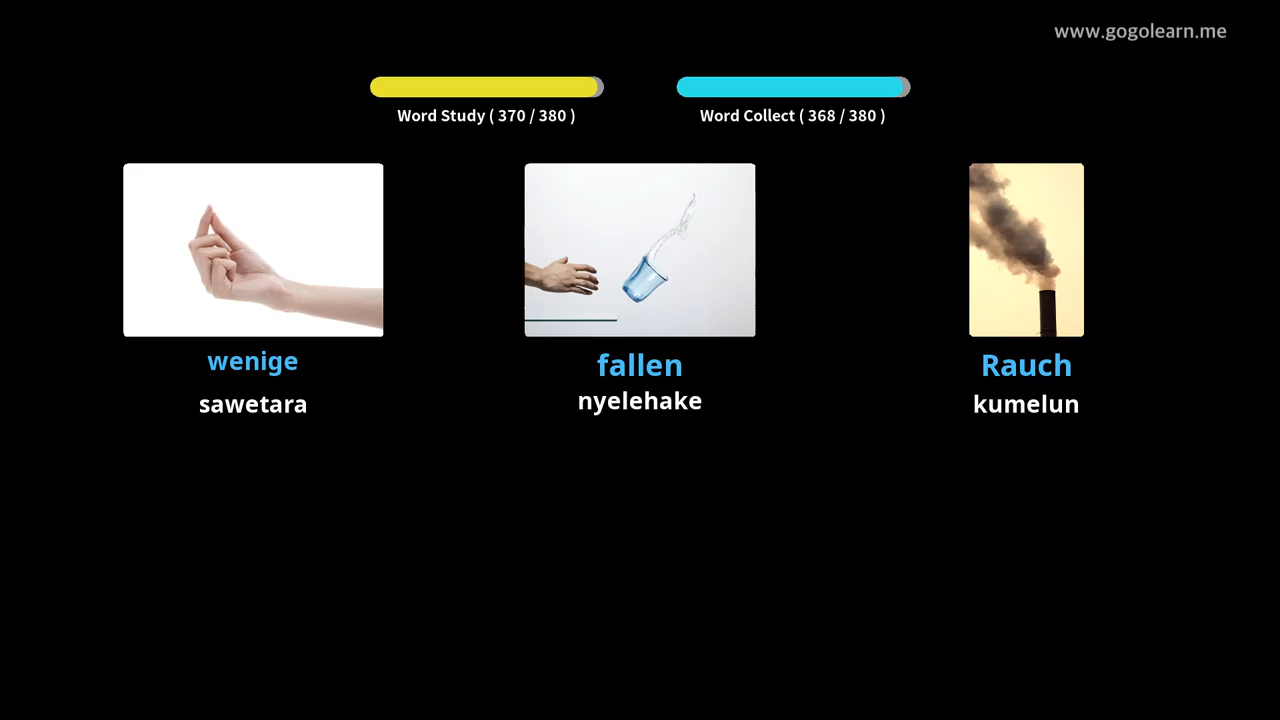 www.gogolearn.me
Word Study ( 370 / 380 )
Word Collect ( 368 / 380 )
wenige
sawetara
fallen
nyelehake
Rauch
kumelun